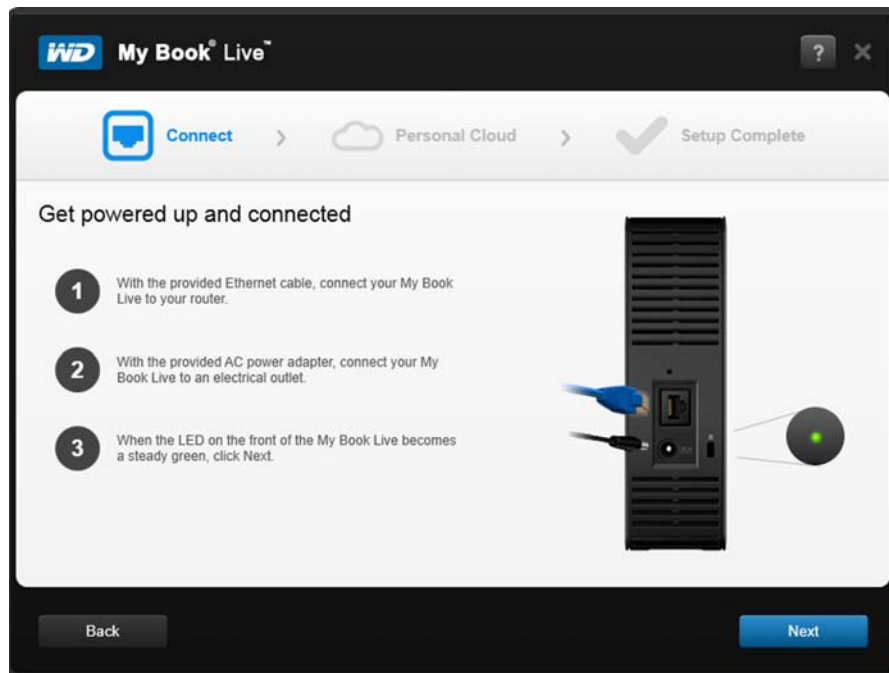 WD My Book® Live™
?
Connect
Personal Cloud
Setup Complete
Get powered up and connected
1
With the provided Ethernet cable, connect your My Book
Live to your router.
2
With the provided AC power adapter, connect your My
Book Live to an electrical outlet.
3
When the LED on the front of the My Book Live becomes
a steady green, click Next.
Back
Next